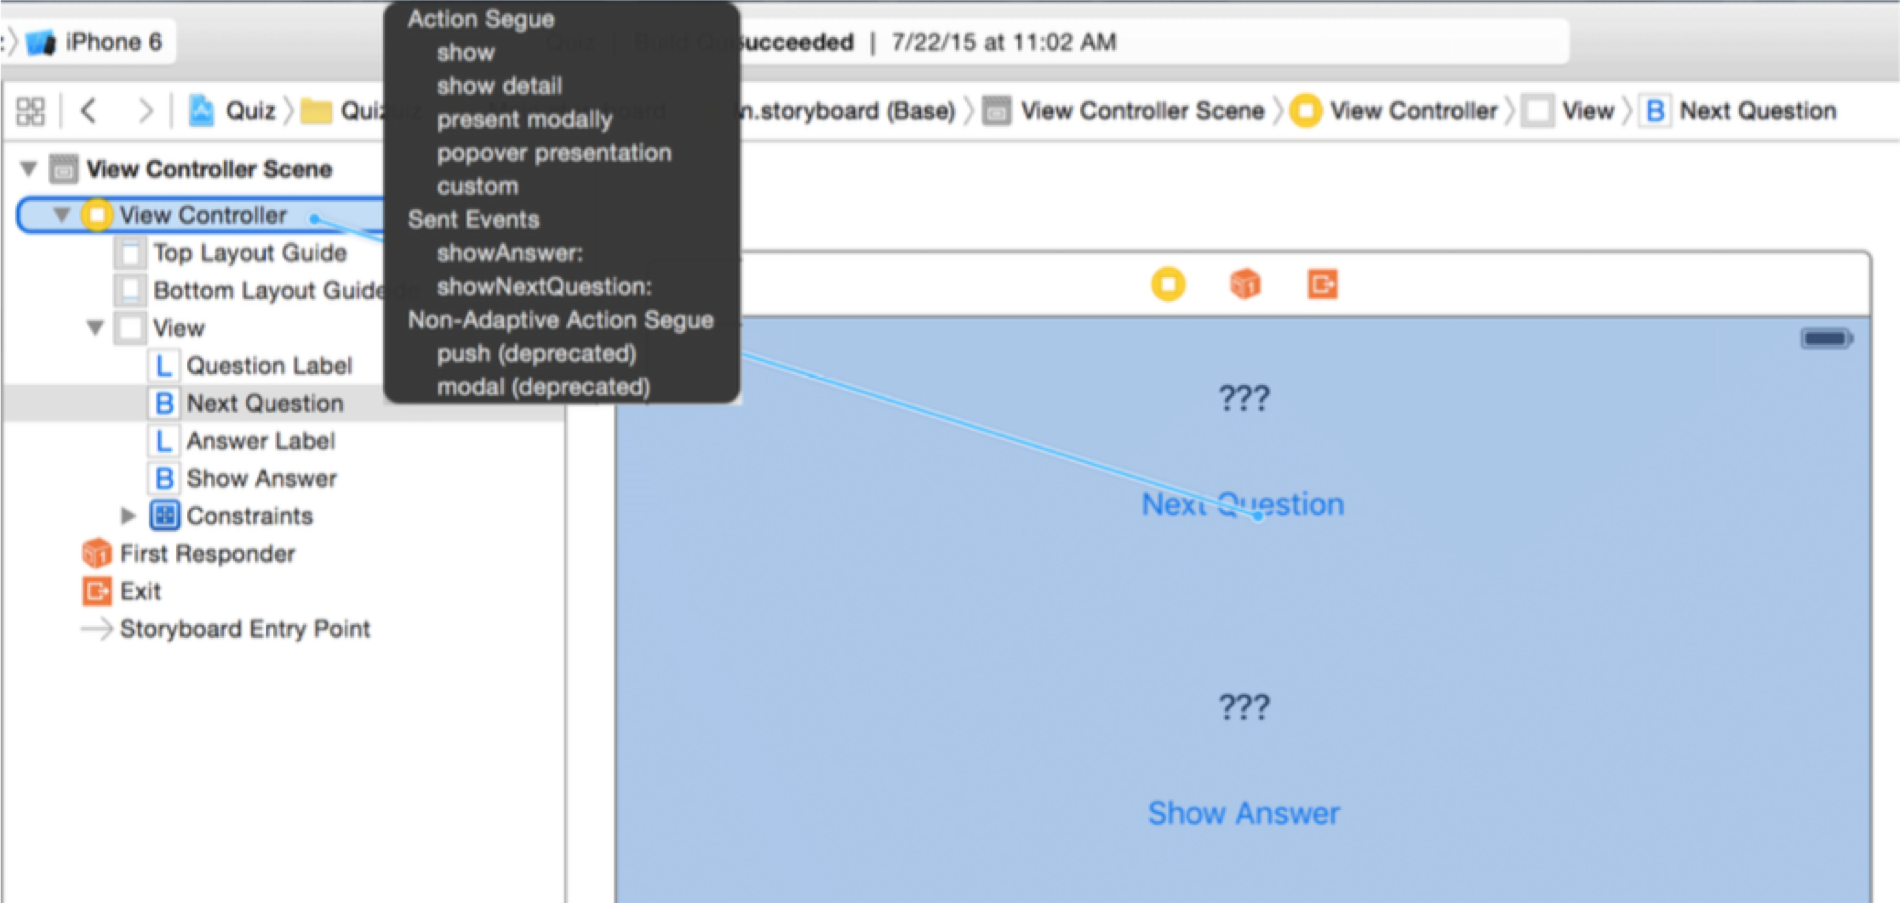 iPhone 6
ucceeded | 7/22/15 at 11:02 AM
Action Segue
show
show detail
present modally
popover presentation
custom
Sent Events
showAnswer:
showNextQuestion:
Non-Adaptive Action Segue
push (deprecated)
modal (deprecated)
Quiz
Qui
n.storyboard (Base)
View Controller Scene
View Controller
View
B Next Question
View Controller Scene
View Controller
Top Layout Guide
Bottom Layout Guide
View
L Question Label
B Next Question
L Answer Label
B Show Answer
Constraints
1 First Responder
Exit
Storyboard Entry Point
1
???
Next Question
???
Show Answer